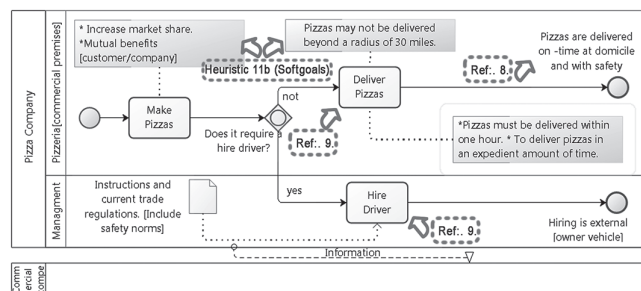 Pizza Company
Pizzeria[commercial premises]
* Increase market share.
*Mutual benefits
[customer/company]
Pizzas may not be delivered
beyond a radius of 30 miles.
Pizzas are delivered
on -time at domicile
and with safety
Heuristic 11b (Softgoals)
Ref:. 8.
Deliver
Pizzas
not
Make
Pizzas
Does it require a
hire driver?
Ref:. 9.
*Pizzas must be delivered within
one hour. * To deliver pizzas in
an expedient amount of time.
Managment
Instructions and
current trade
regulations. [Include
safety norms]
yes
Hire
Driver
Ref:. 9.
Hiring is external
[owner vehicle]
Information
Comm
ercial
compe